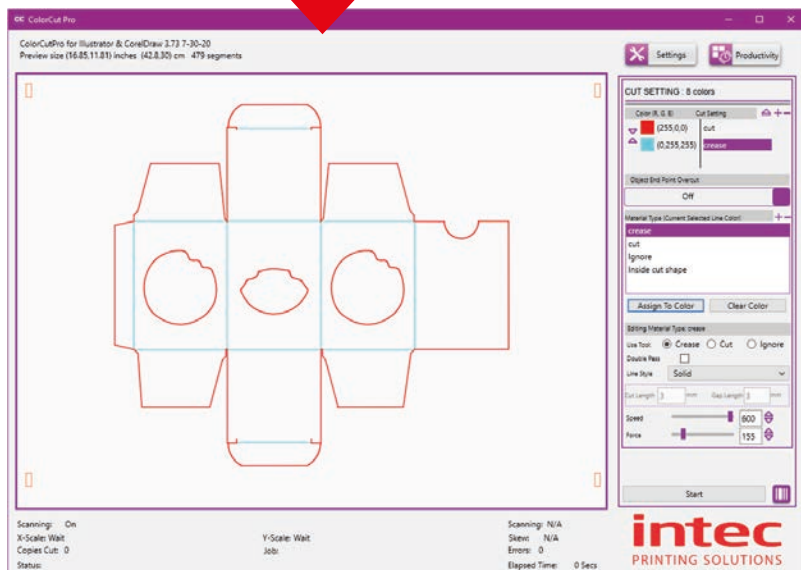 CC ColorCut Pro
ColorCutPro for Illustrator & CorelDraw 3.73 7-30-20
Preview size (16.85,11.81) inches (42.8,30) cm 479 segments
Settings
Productivity
CUT SETTING : 8 colors
Color (R, G, B) Cut Setting
(255,0,0) cut
(0,255,255) crease
Object End Point Overcut
Off
Material Type (Current Selected Line Color)
crease
cut
Ignore
Inside cut shape
Assign To Color Clear Color
Editing Material Type: crease
Use Tool: Crease Cut Ignore
Double Pass
Line Style Solid
Cut Length 3 mm Gap Length 3 mm
Speed 600
Force 155
Start
Scanning: On
X-Scale: Wait
Copies Cut: 0
Status:
Y-Scale: Wait
Job:
Scanning: N/A
Skew: N/A
Errors: 0
Elapsed Time: 0 Secs
intec
PRINTING SOLUTIONS